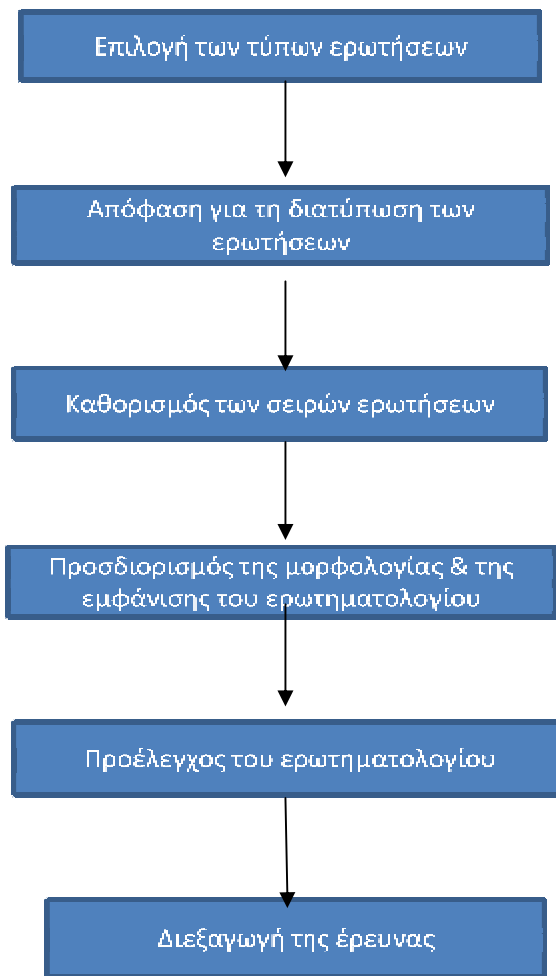 Επιλογή των τύπων ερωτήσεων
Απόφαση για τη διατύπωση των
ερωτήσεων
Καθορισμός των σειρών ερωτήσεων
Προσδιορισμός της μορφολογίας & της
εμφάνισης του ερωτηματολογίου
Προέλεγχος του ερωτηματολογίου
Διεξαγωγή της έρευνας